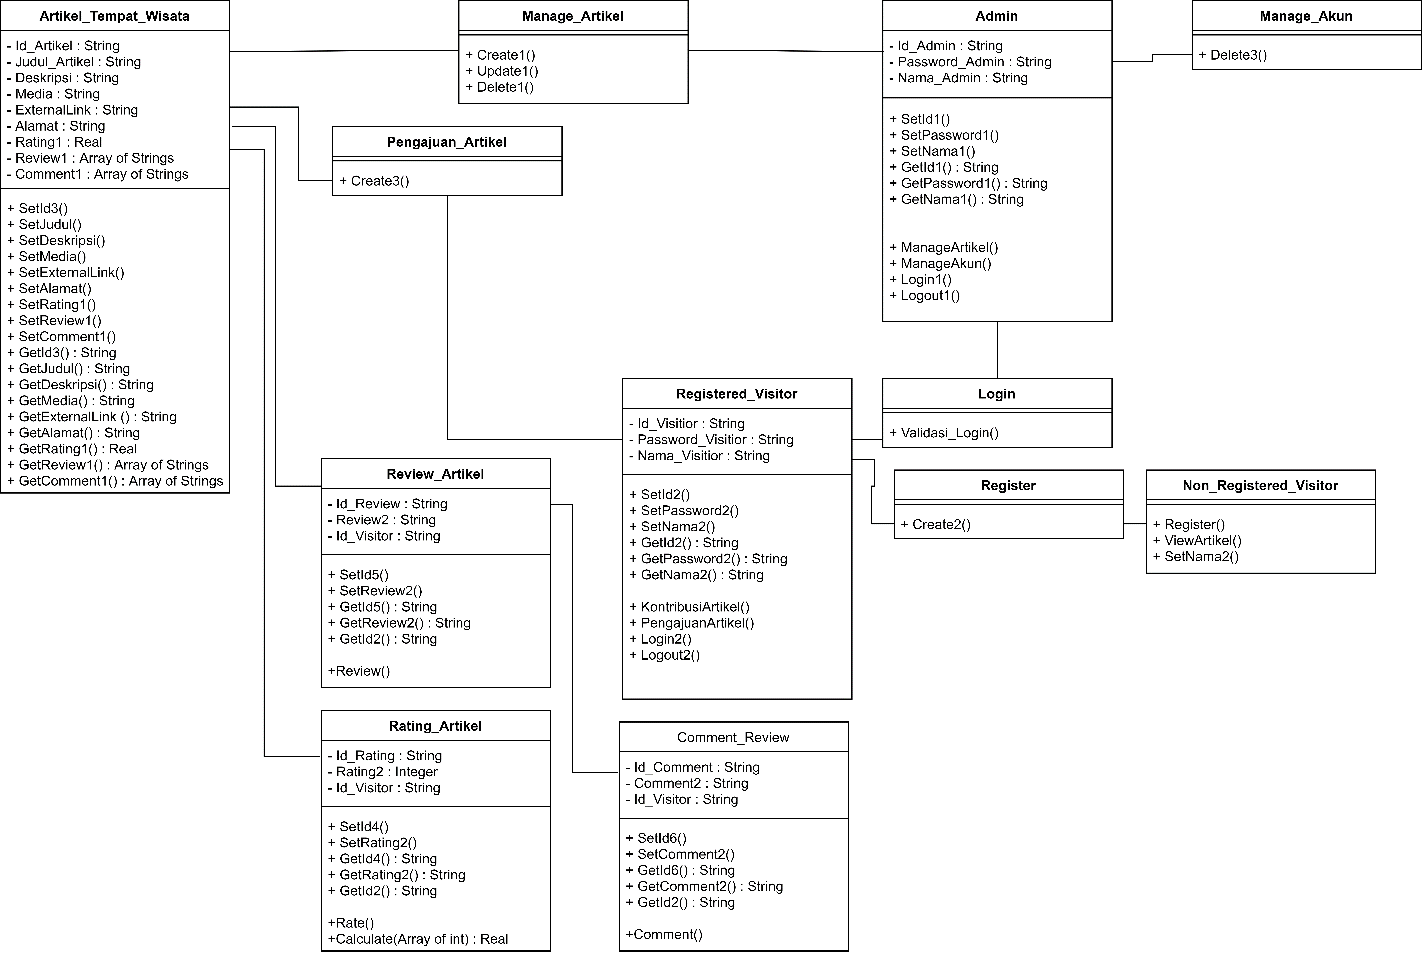 Artikel_Tempat_Wisata
- Id_Artikel : String
- Judul_Artikel : String
- Deskripsi : String
- Media : String
- ExternalLink : String
- Alamat : String
- Rating1 : Real
- Review1 : Array of Strings
- Comment1 : Array of Strings
+ SetId3()
+ SetJudul()
+ SetDeskripsi()
+ SetMedia()
+ SetExternalLink()
+ SetAlamat()
+ SetRating1()
+ SetReview1()
+ SetComment1()
+ GetId3() : String
+ GetJudul() : String
+ GetDeskripsi() : String
+ GetMedia() : String
+ GetExternalLink () : String
+ GetAlamat() : String
+ GetRating1() : Real
+ GetReview1() : Array of Strings
+ GetComment1() : Array of Strings
Manage_Artikel
+ Create1()
+ Update1()
+ Delete1()
Admin
- Id_Admin : String
- Password_Admin : String
- Nama_Admin : String
+ SetId1()
+ SetPassword1()
+ SetNama1()
+ GetId1() : String
+ GetPassword1() : String
+ GetNama1() : String
+ ManageArtikel()
+ ManageAkun()
+ Login1()
+ Logout1()
Manage_Akun
+ Delete3()
Pengajuan_Artikel
+ Create3()
Registered_Visitor
- Id_Visitior : String
- Password_Visitior : String
- Nama_Visitior : String
+ SetId2()
+ SetPassword2()
+ SetNama2()
+ GetId2() : String
+ GetPassword2() : String
+ GetNama2() : String
+ KontribusiArtikel()
+ PengajuanArtikel()
+ Login2()
+ Logout2()
Login
+ Validasi_Login()
Register
+ Create2()
Non_Registered_Visitor
+ Register()
+ ViewArtikel()
+ SetNama2()
Review_Artikel
- Id_Review : String
- Review2 : String
- Id_Visitor : String
+ SetId5()
+ SetReview2()
+ GetId5() : String
+ GetReview2() : String
+ GetId2() : String
+Review()
Rating_Artikel
- Id_Rating : String
- Rating2 : Integer
- Id_Visitor : String
+ SetId4()
+ SetRating2()
+ GetId4() : String
+ GetRating2() : String
+ GetId2() : String
+Rate()
+Calculate(Array of int) : Real
Comment_Review
- Id_Comment : String
- Comment2 : String
- Id_Visitor : String
+ SetId6()
+ SetComment2()
+ GetId6() : String
+ GetComment2() : String
+ GetId2() : String
+Comment()